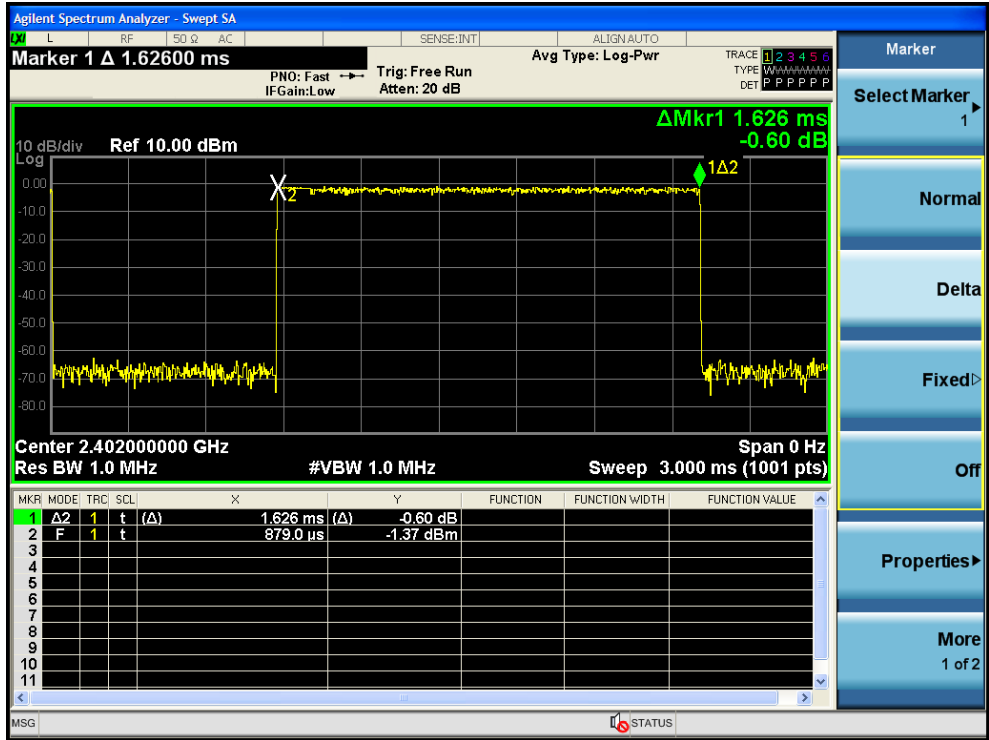 Agilent Spectrum Analyzer - Swept SA
LXI L RF 50 Ω AC SENSE:INT ALIGN AUTO
Marker 1 Δ 1.62600 ms
PNO: Fast
IFGain:Low
Trig: Free Run
Atten: 20 dB
Avg Type: Log-Pwr
TRACE 1 2 3 4 5 6
TYPE WWWWWW
DET P P P P P P
ΔMkr1 1.626 ms
-0.60 dB
10 dB/div Ref 10.00 dBm
Log
1Δ2
2
0.00
-10.0
-20.0
-30.0
-40.0
-50.0
-60.0
-70.0
-80.0
Center 2.402000000 GHz Span 0 Hz
Res BW 1.0 MHz #VBW 1.0 MHz Sweep 3.000 ms (1001 pts)
MKR MODE TRC SCL X Y FUNCTION FUNCTION WIDTH FUNCTION VALUE
1 Δ2 1 t (Δ) 1.626 ms (Δ) -0.60 dB
2 F 1 t 879.0 µs -1.37 dBm
3
4
5
6
7
8
9
10
11
MSG STATUS
Marker
Select Marker
1
Normal
Delta
Fixed
Off
Properties
More
1 of 2